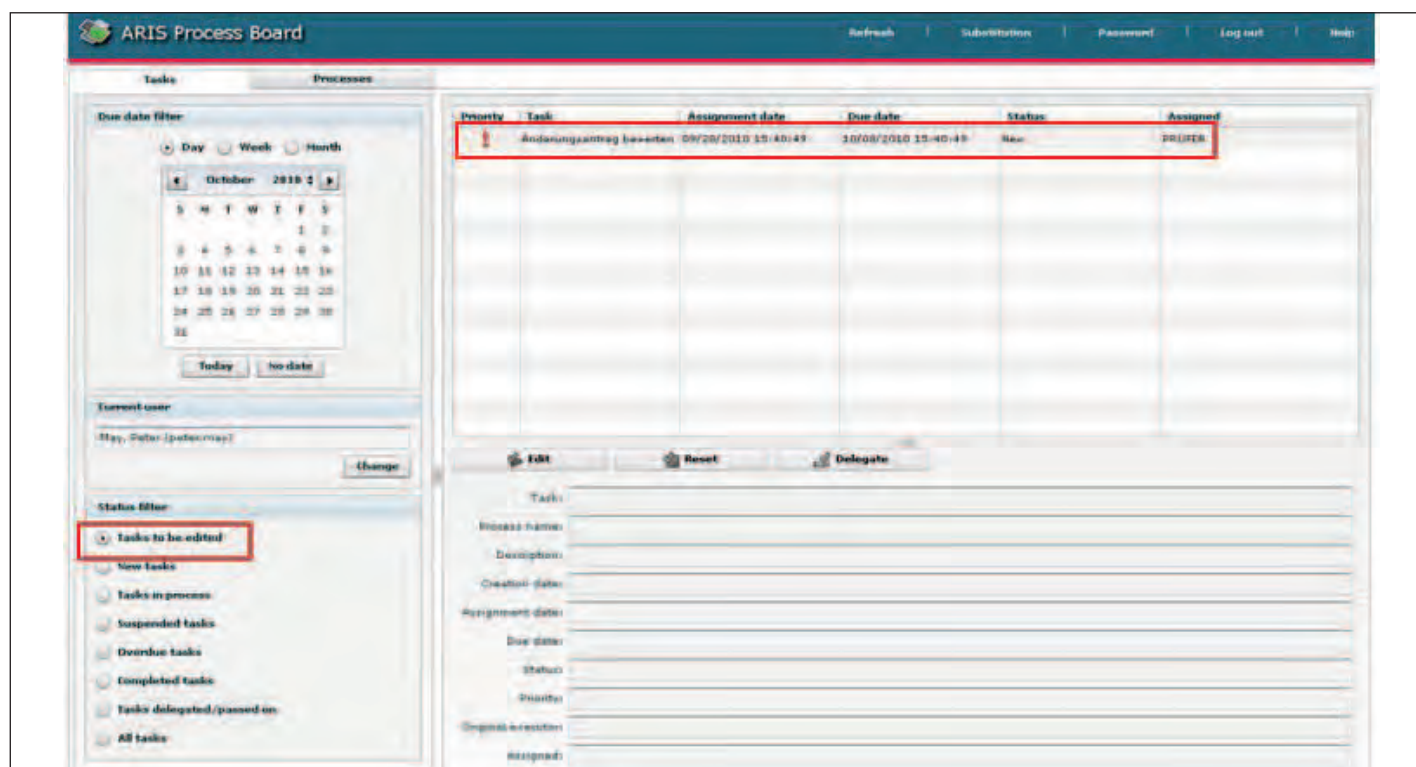 ARIS Process Board
Refresh | Substitution | Password | Log out | Help
Tasks Processes
Due date filter
Day Week Month
October 2010
S M T W T F S
1 2
3 4 5 6 7 8 9
10 11 12 13 14 15 16
17 18 19 20 21 22 23
24 25 26 27 28 29 30
31
Today No date
Current user
May, Peter (peter.may)
Change
Status filter
Tasks to be edited
New tasks
Tasks in process
Suspended tasks
Overdue tasks
Completed tasks
Tasks delegated/passed on
All tasks
Priority Task Assignment date Due date Status Assigned
! Änderungsantrag bewerten 09/28/2010 15:40:49 10/08/2010 15:40:49 New PRUFER
Edit Reset Delegate
Task:
Process name:
Description:
Creation date:
Assignment date:
Due date:
Status:
Priority:
Original executor:
Assigned: